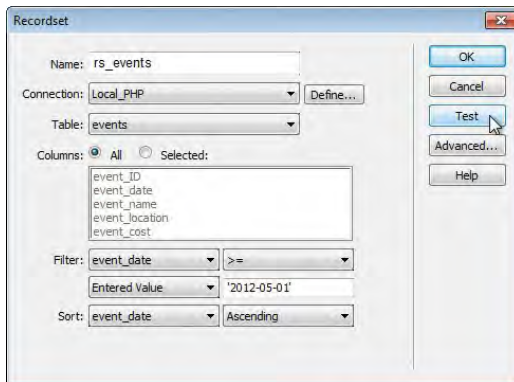 Recordset
Name: rs_events
OK
Connection: Local_PHP Define...
Cancel
Table: events
Test
Columns: All Selected:
Advanced...
event_ID
Help
event_date
event_name
event_location
event_cost
Filter: event_date >=
Entered Value '2012-05-01'
Sort: event_date Ascending